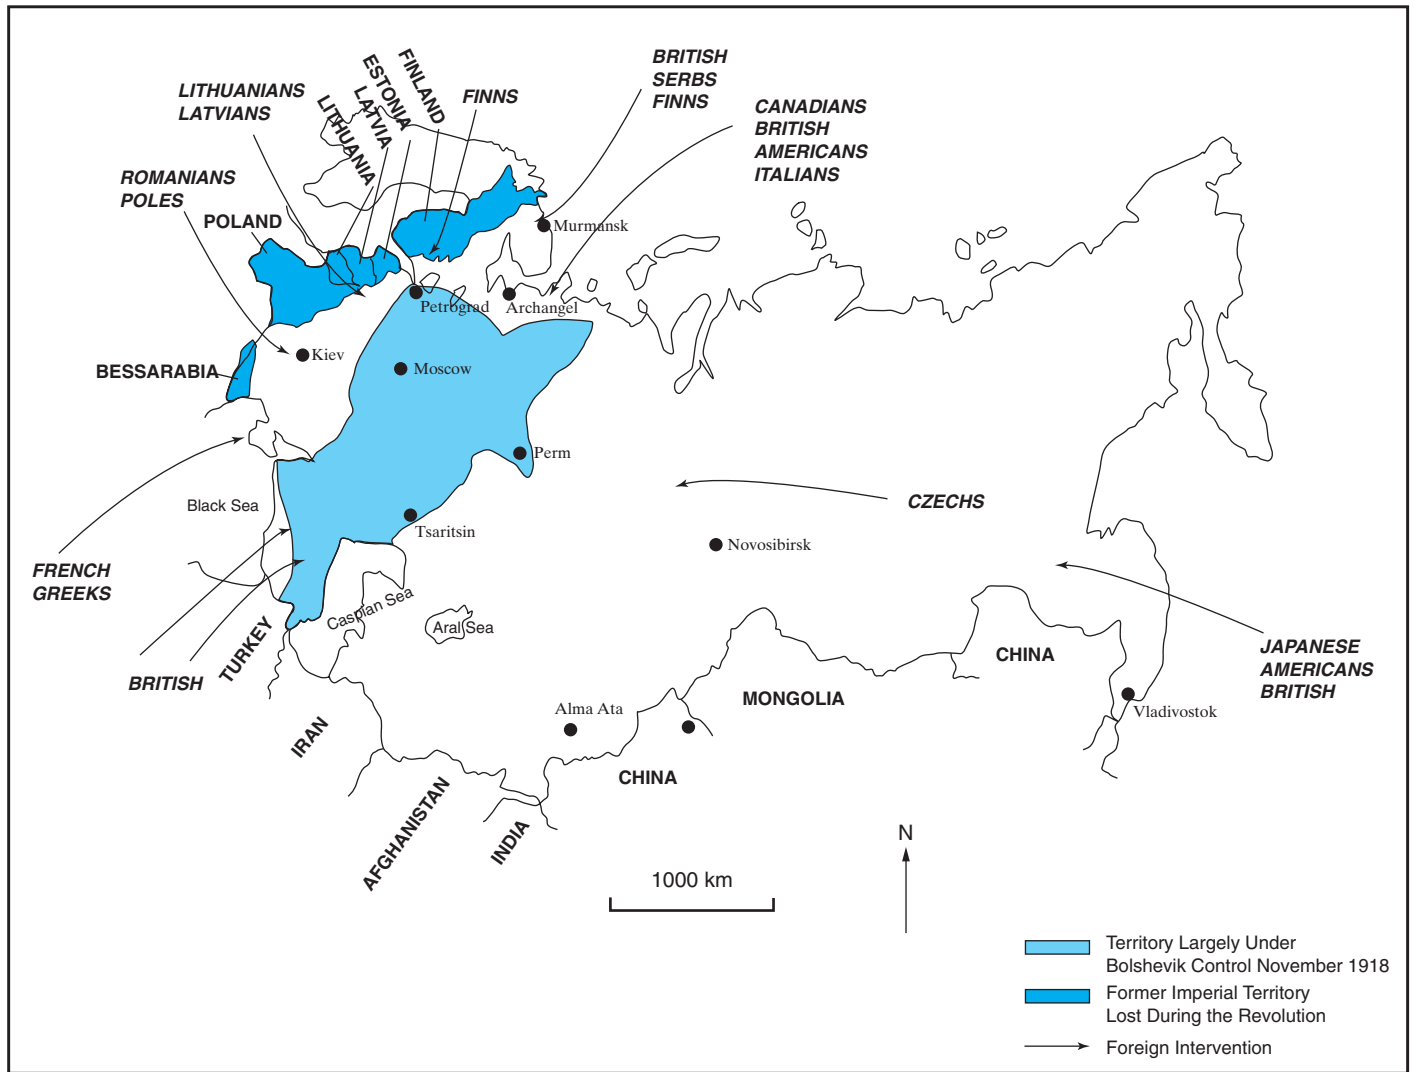 LITHUANIANS
LATVIANS
LITHUANIA
LATVIA
ESTONIA
FINLAND
FINNS
BRITISH
SERBS
FINNS
CANADIANS
BRITISH
AMERICANS
ITALIANS
ROMANIANS
POLES
POLAND
Murmansk
Petrograd
Archangel
Kiev
Moscow
BESSARABIA
Perm
Black Sea
Tsaritsin
CZECHS
Novosibirsk
FRENCH
GREEKS
Caspian Sea
Aral Sea
TURKEY
BRITISH
CHINA
JAPANESE
AMERICANS
BRITISH
MONGOLIA
Alma Ata
Vladivostok
IRAN
CHINA
AFGHANISTAN
INDIA
N
1000 km
Territory Largely Under
Bolshevik Control November 1918
Former Imperial Territory
Lost During the Revolution
Foreign Intervention